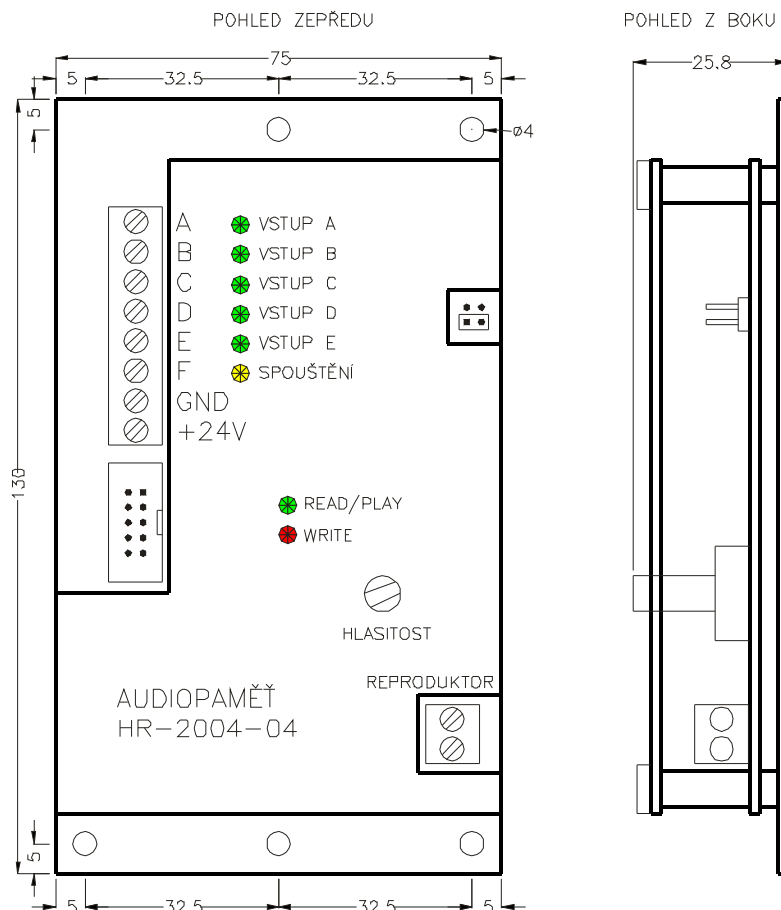 POHLED ZEPŘEDU
POHLED Z BOKU
75
25.8
5
32.5
32.5
5
5
ø4
A
VSTUP A
B
VSTUP B
C
VSTUP C
D
VSTUP D
E
VSTUP E
F
SPOUŠTĚNÍ
GND
+24V
130
READ/PLAY
WRITE
HLASITOST
REPRODUKTOR
AUDIOPAMĚŤ
HR-2004-04
5
5
32.5
32.5
5